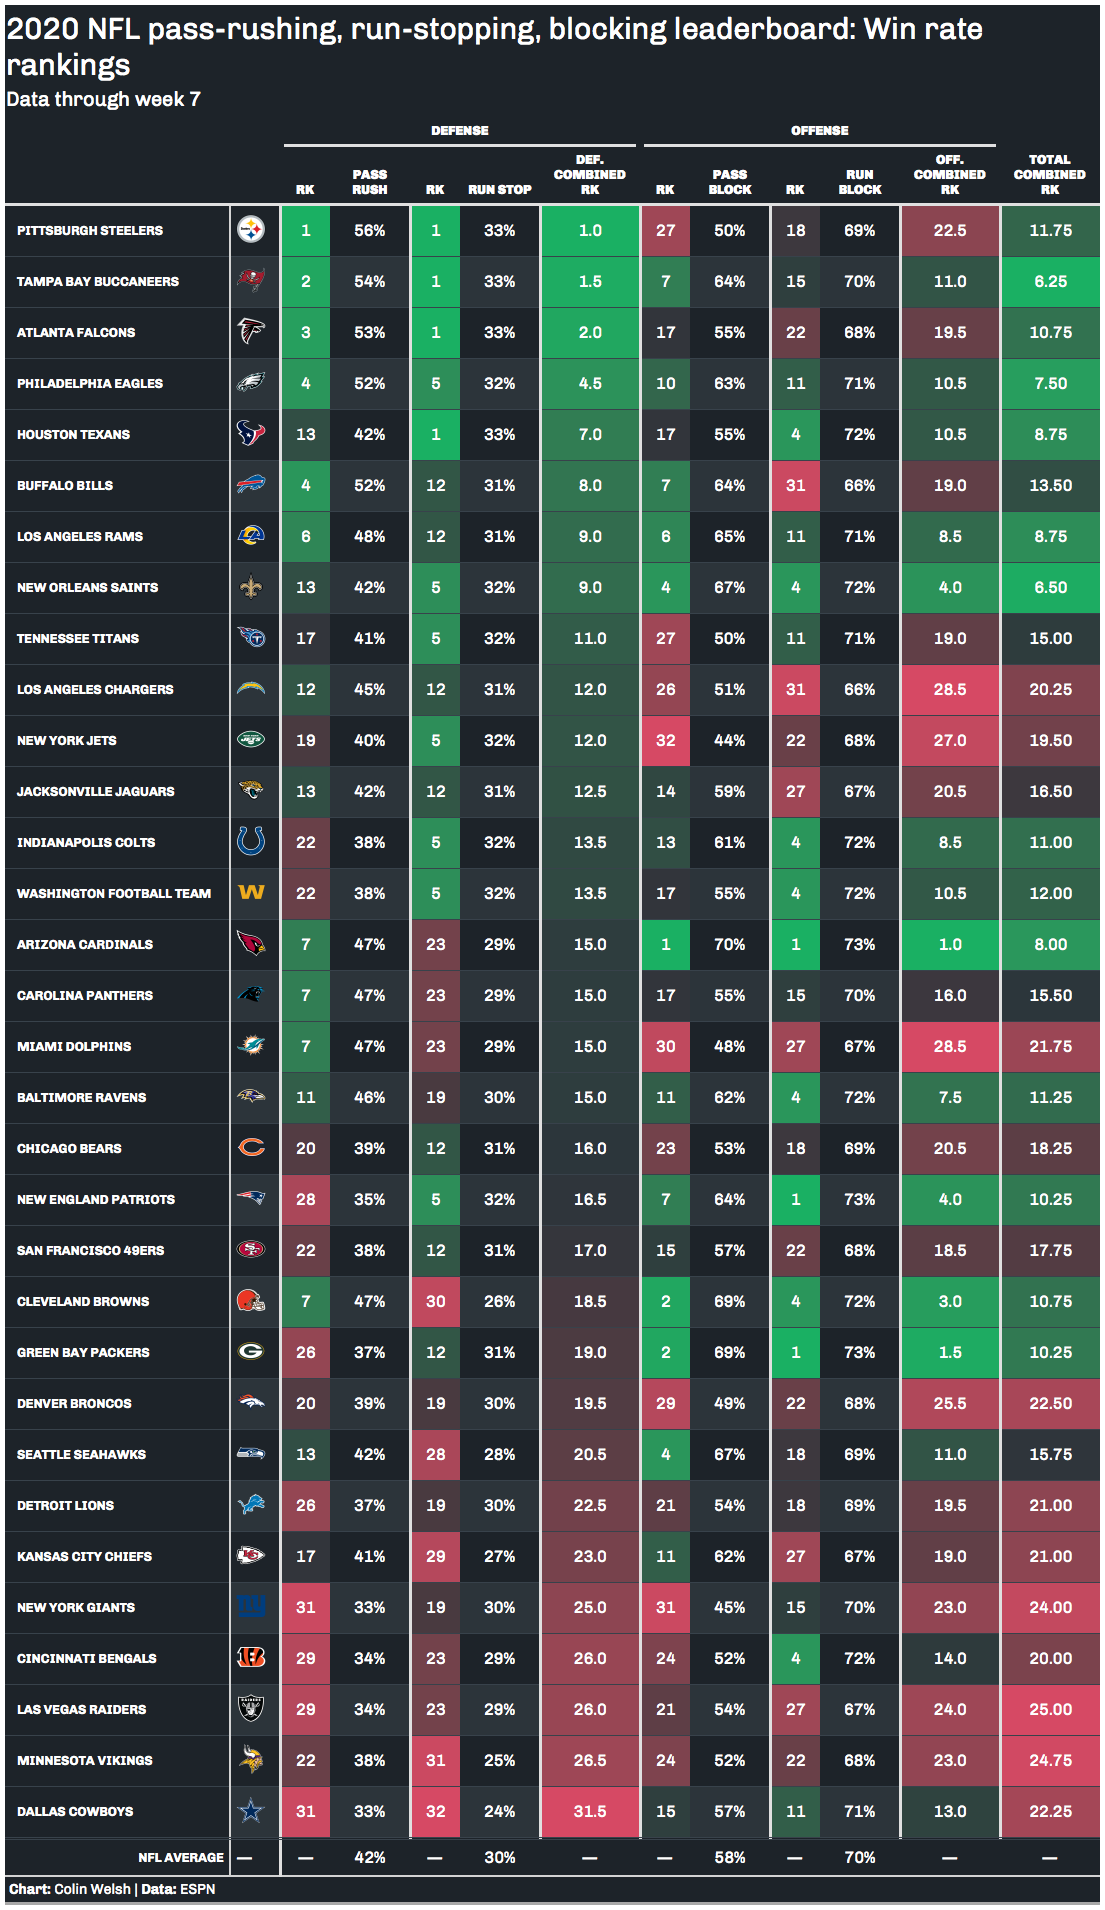 2020 NFL pass-rushing, run-stopping, blocking leaderboard: Win rate
rankings
Data through week 7
DEFENSE OFFENSE
RK PASS RUSH RK RUN STOP DEF. COMBINED RK RK PASS BLOCK RK RUN BLOCK OFF. COMBINED RK TOTAL COMBINED RK
PITTSBURGH STEELERS 1 56% 1 33% 1.0 27 50% 18 69% 22.5 11.75
TAMPA BAY BUCCANEERS 2 54% 1 33% 1.5 7 64% 15 70% 11.0 6.25
ATLANTA FALCONS 3 53% 1 33% 2.0 17 55% 22 68% 19.5 10.75
PHILADELPHIA EAGLES 4 52% 5 32% 4.5 10 63% 11 71% 10.5 7.50
HOUSTON TEXANS 13 42% 1 33% 7.0 17 55% 4 72% 10.5 8.75
BUFFALO BILLS 4 52% 12 31% 8.0 7 64% 31 66% 19.0 13.50
LOS ANGELES RAMS 6 48% 12 31% 9.0 6 65% 11 71% 8.5 8.75
NEW ORLEANS SAINTS 13 42% 5 32% 9.0 4 67% 4 72% 4.0 6.50
TENNESSEE TITANS 17 41% 5 32% 11.0 27 50% 11 71% 19.0 15.00
LOS ANGELES CHARGERS 12 45% 12 31% 12.0 26 51% 31 66% 28.5 20.25
NEW YORK JETS 19 40% 5 32% 12.0 32 44% 22 68% 27.0 19.50
JACKSONVILLE JAGUARS 13 42% 12 31% 12.5 14 59% 27 67% 20.5 16.50
INDIANAPOLIS COLTS 22 38% 5 32% 13.5 13 61% 4 72% 8.5 11.00
WASHINGTON FOOTBALL TEAM W 22 38% 5 32% 13.5 17 55% 4 72% 10.5 12.00
ARIZONA CARDINALS 7 47% 23 29% 15.0 1 70% 1 73% 1.0 8.00
CAROLINA PANTHERS 7 47% 23 29% 15.0 17 55% 15 70% 16.0 15.50
MIAMI DOLPHINS 7 47% 23 29% 15.0 30 48% 27 67% 28.5 21.75
BALTIMORE RAVENS 11 46% 19 30% 15.0 11 62% 4 72% 7.5 11.25
CHICAGO BEARS 20 39% 12 31% 16.0 23 53% 18 69% 20.5 18.25
NEW ENGLAND PATRIOTS 28 35% 5 32% 16.5 7 64% 1 73% 4.0 10.25
SAN FRANCISCO 49ERS 22 38% 12 31% 17.0 15 57% 22 68% 18.5 17.75
CLEVELAND BROWNS 7 47% 30 26% 18.5 2 69% 4 72% 3.0 10.75
GREEN BAY PACKERS G 26 37% 12 31% 19.0 2 69% 1 73% 1.5 10.25
DENVER BRONCOS 20 39% 19 30% 19.5 29 49% 22 68% 25.5 22.50
SEATTLE SEAHAWKS 13 42% 28 28% 20.5 4 67% 18 69% 11.0 15.75
DETROIT LIONS 26 37% 19 30% 22.5 21 54% 18 69% 19.5 21.00
KANSAS CITY CHIEFS 17 41% 29 27% 23.0 11 62% 27 67% 19.0 21.00
NEW YORK GIANTS 31 33% 19 30% 25.0 31 45% 15 70% 23.0 24.00
CINCINNATI BENGALS 29 34% 23 29% 26.0 24 52% 4 72% 14.0 20.00
LAS VEGAS RAIDERS 29 34% 23 29% 26.0 21 54% 27 67% 24.0 25.00
MINNESOTA VIKINGS 22 38% 31 25% 26.5 24 52% 22 68% 23.0 24.75
DALLAS COWBOYS 31 33% 32 24% 31.5 15 57% 11 71% 13.0 22.25
NFL AVERAGE — — 42% — 30% — — 58% — 70% — —
Chart: Colin Welsh | Data: ESPN